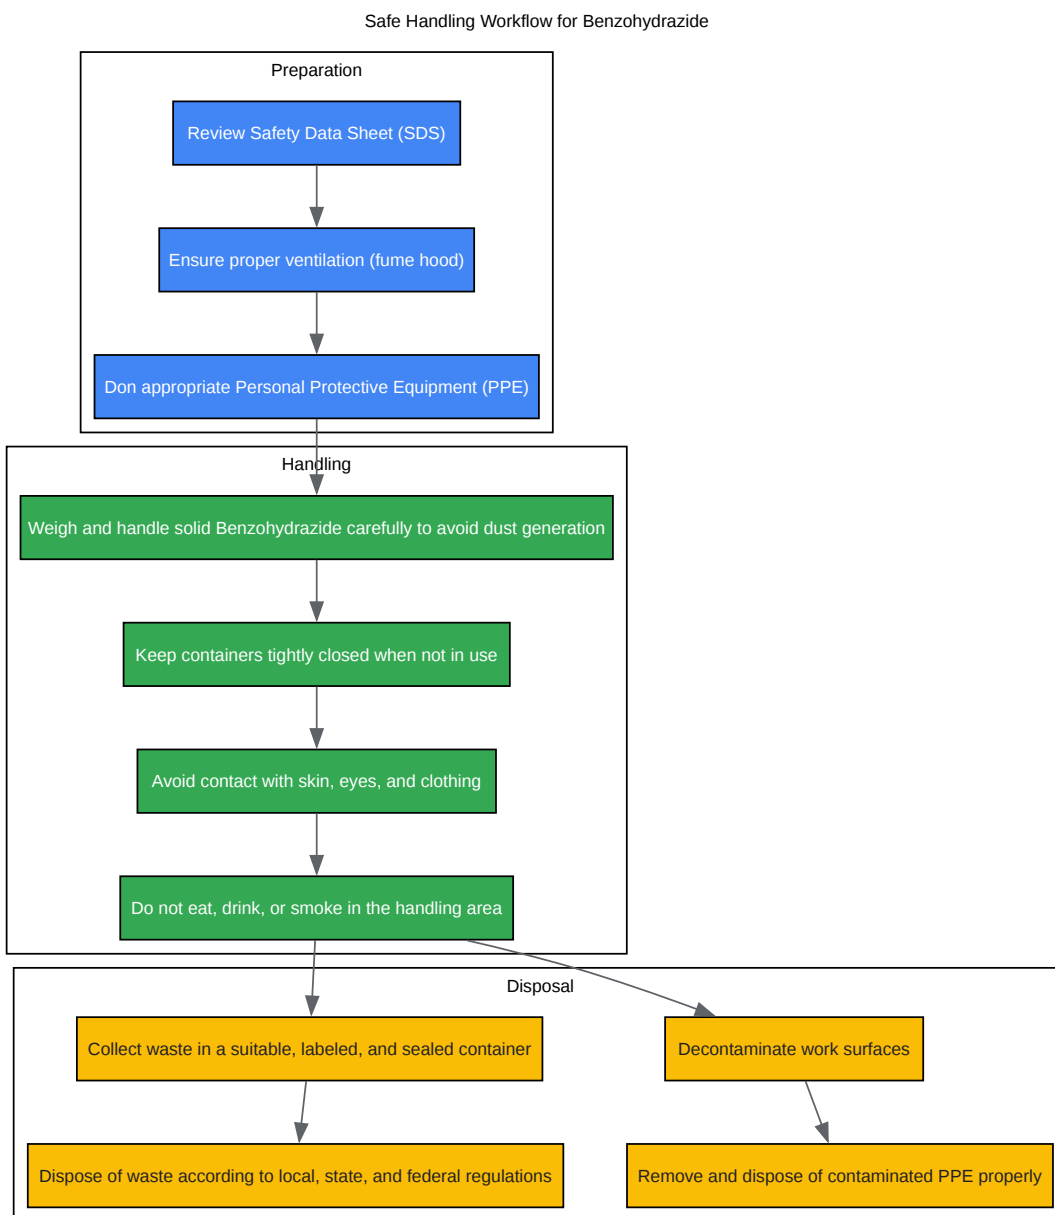 Safe Handling Workflow for Benzohydrazide
Preparation
Review Safety Data Sheet (SDS)
Ensure proper ventilation (fume hood)
Don appropriate Personal Protective Equipment (PPE)
Handling
Weigh and handle solid Benzohydrazide carefully to avoid dust generation
Keep containers tightly closed when not in use
Avoid contact with skin, eyes, and clothing
Do not eat, drink, or smoke in the handling area
Disposal
Collect waste in a suitable, labeled, and sealed container
Decontaminate work surfaces
Dispose of waste according to local, state, and federal regulations
Remove and dispose of contaminated PPE properly